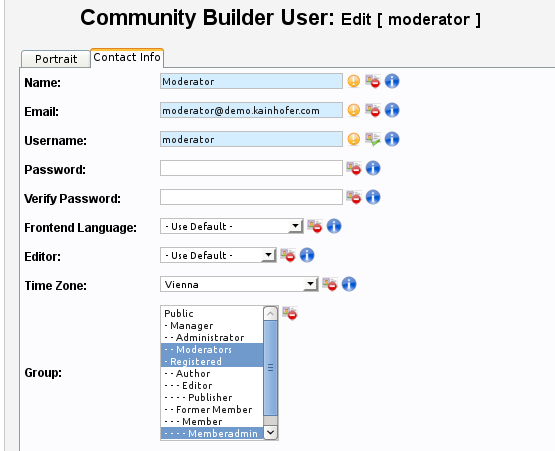 Community Builder User: Edit [ moderator ]
Portrait Contact Info
Name: Moderator
Email: moderator@demo.kainhofer.com
Username: moderator
Password:
Verify Password:
Frontend Language: - Use Default -
Editor: - Use Default -
Time Zone: Vienna
Group:
Public
- Manager
- - Administrator
- - Moderators
- Registered
- - Author
- - - Editor
- - - - Publisher
- - Former Member
- - - Member
- - - - Memberadmin